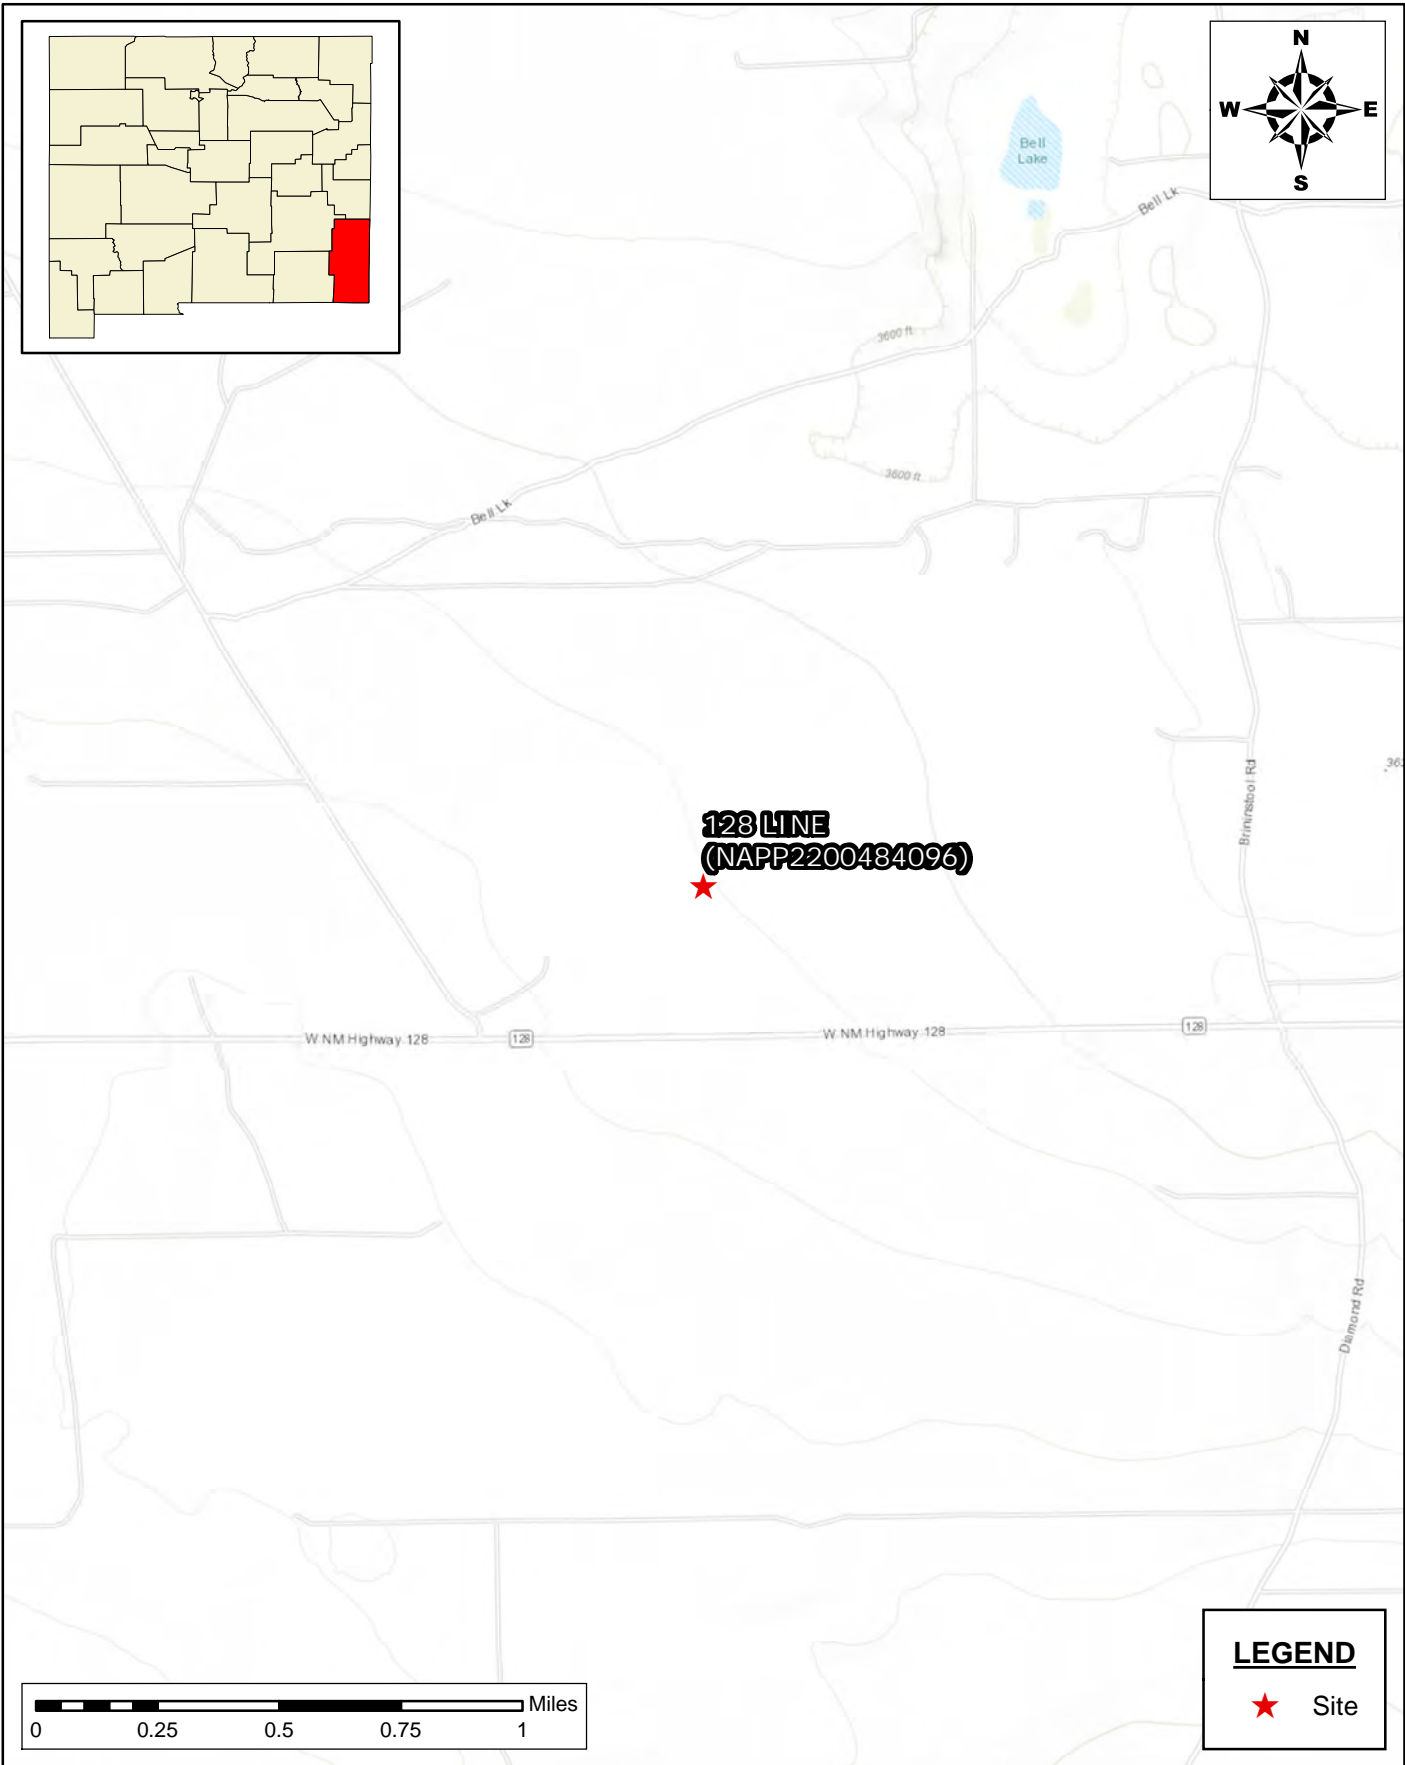 N
W
E
S
Bell
Lake
Bell Lk
3600 ft
3600 ft
Bell Lk
Brininstool Rd
128 LINE
(NAPP2200484096)
W NM Highway 128
128
W NM Highway 128
128
Diamond Rd
LEGEND
Site
Miles
0
0.25
0.5
0.75
1